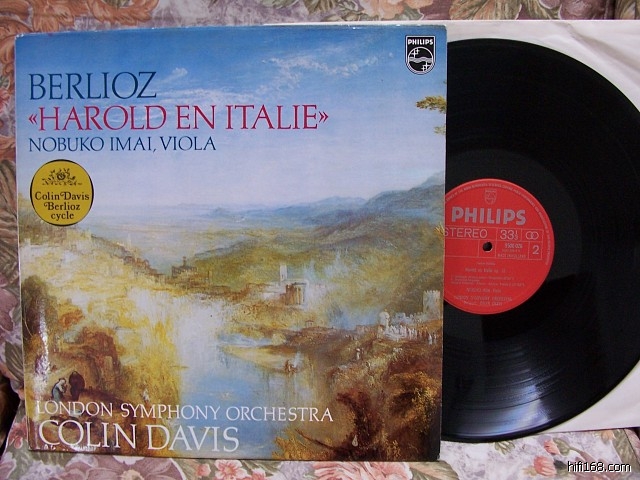 PHILIPS
BERLIOZ
«HAROLD EN ITALIE»
NOBUKO IMAI, VIOLA
Colin Davis
Berlioz
cycle
LONDON SYMPHONY ORCHESTRA
COLIN DAVIS
PHILIPS
STEREO 33⅓
2
hifi168.com